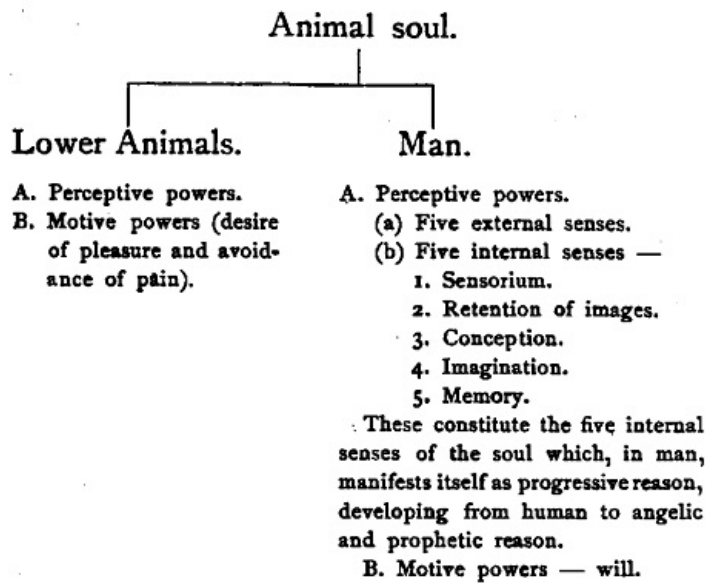 Animal soul.
Lower Animals.
A. Perceptive powers.
B. Motive powers (desire
of pleasure and avoid-
ance of pain).
Man.
A. Perceptive powers.
(a) Five external senses.
(b) Five internal senses —
1. Sensorium.
2. Retention of images.
3. Conception.
4. Imagination.
5. Memory.
These constitute the five internal
senses of the soul which, in man,
manifests itself as progressive reason,
developing from human to angelic
and prophetic reason.
B. Motive powers — will.